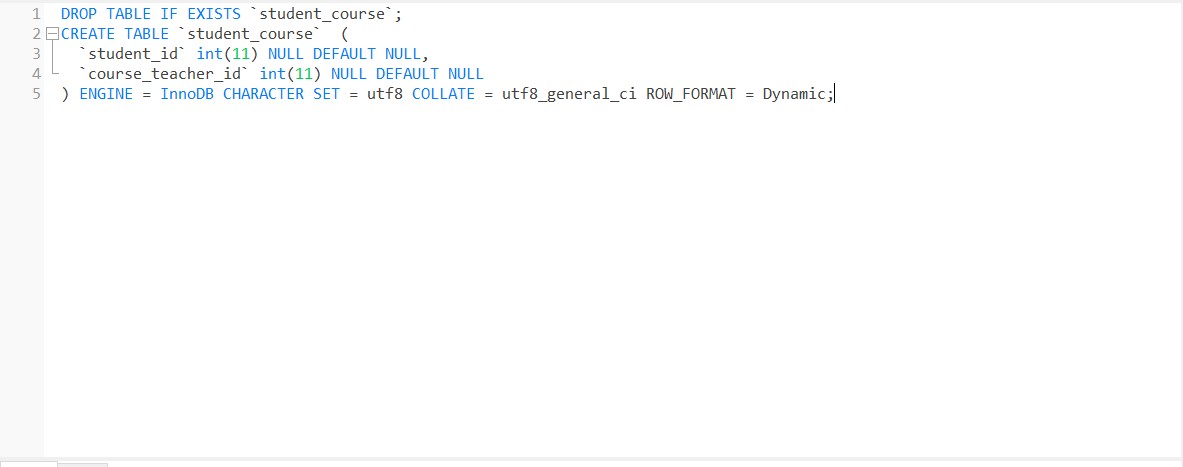 1 DROP TABLE IF EXISTS `student_course`;
2 CREATE TABLE `student_course`  (
3   `student_id` int(11) NULL DEFAULT NULL,
4   `course_teacher_id` int(11) NULL DEFAULT NULL
5 ) ENGINE = InnoDB CHARACTER SET = utf8 COLLATE = utf8_general_ci ROW_FORMAT = Dynamic;